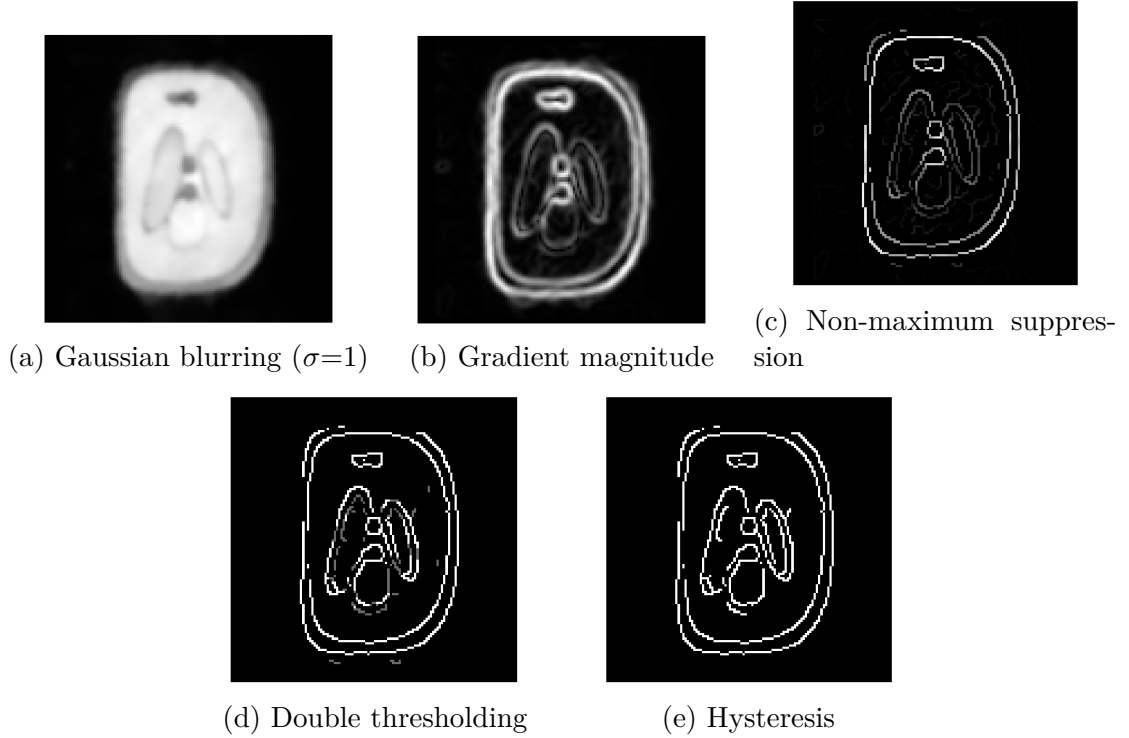 (a) Gaussian blurring (σ=1)
(b) Gradient magnitude
(c) Non-maximum suppres-
sion
(d) Double thresholding
(e) Hysteresis